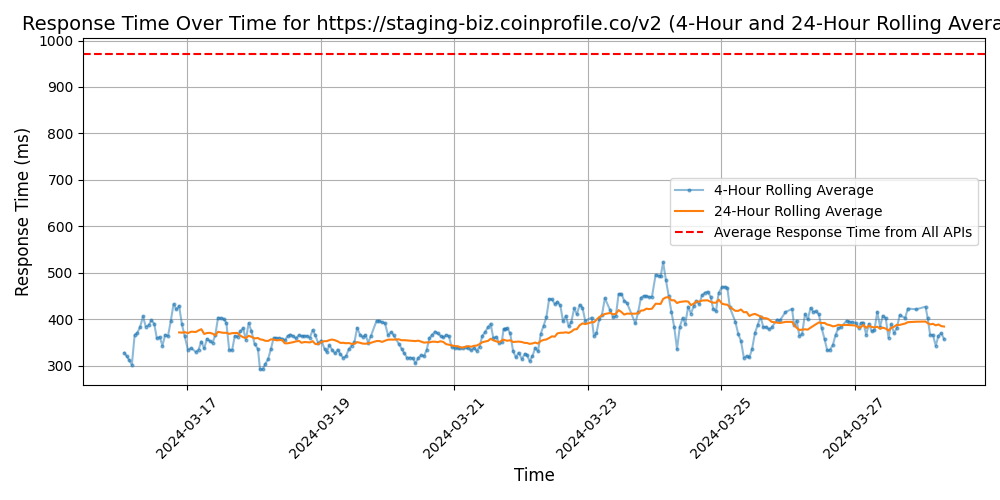 Response Time Over Time for https://staging-biz.coinprofile.co/v2 (4-Hour and 24-Hour Rolling Avera
Response Time (ms)
1000
900
800
700
600
500
400
300
4-Hour Rolling Average
24-Hour Rolling Average
Average Response Time from All APIs
2024-03-17
2024-03-19
2024-03-21
2024-03-23
2024-03-25
2024-03-27
Time